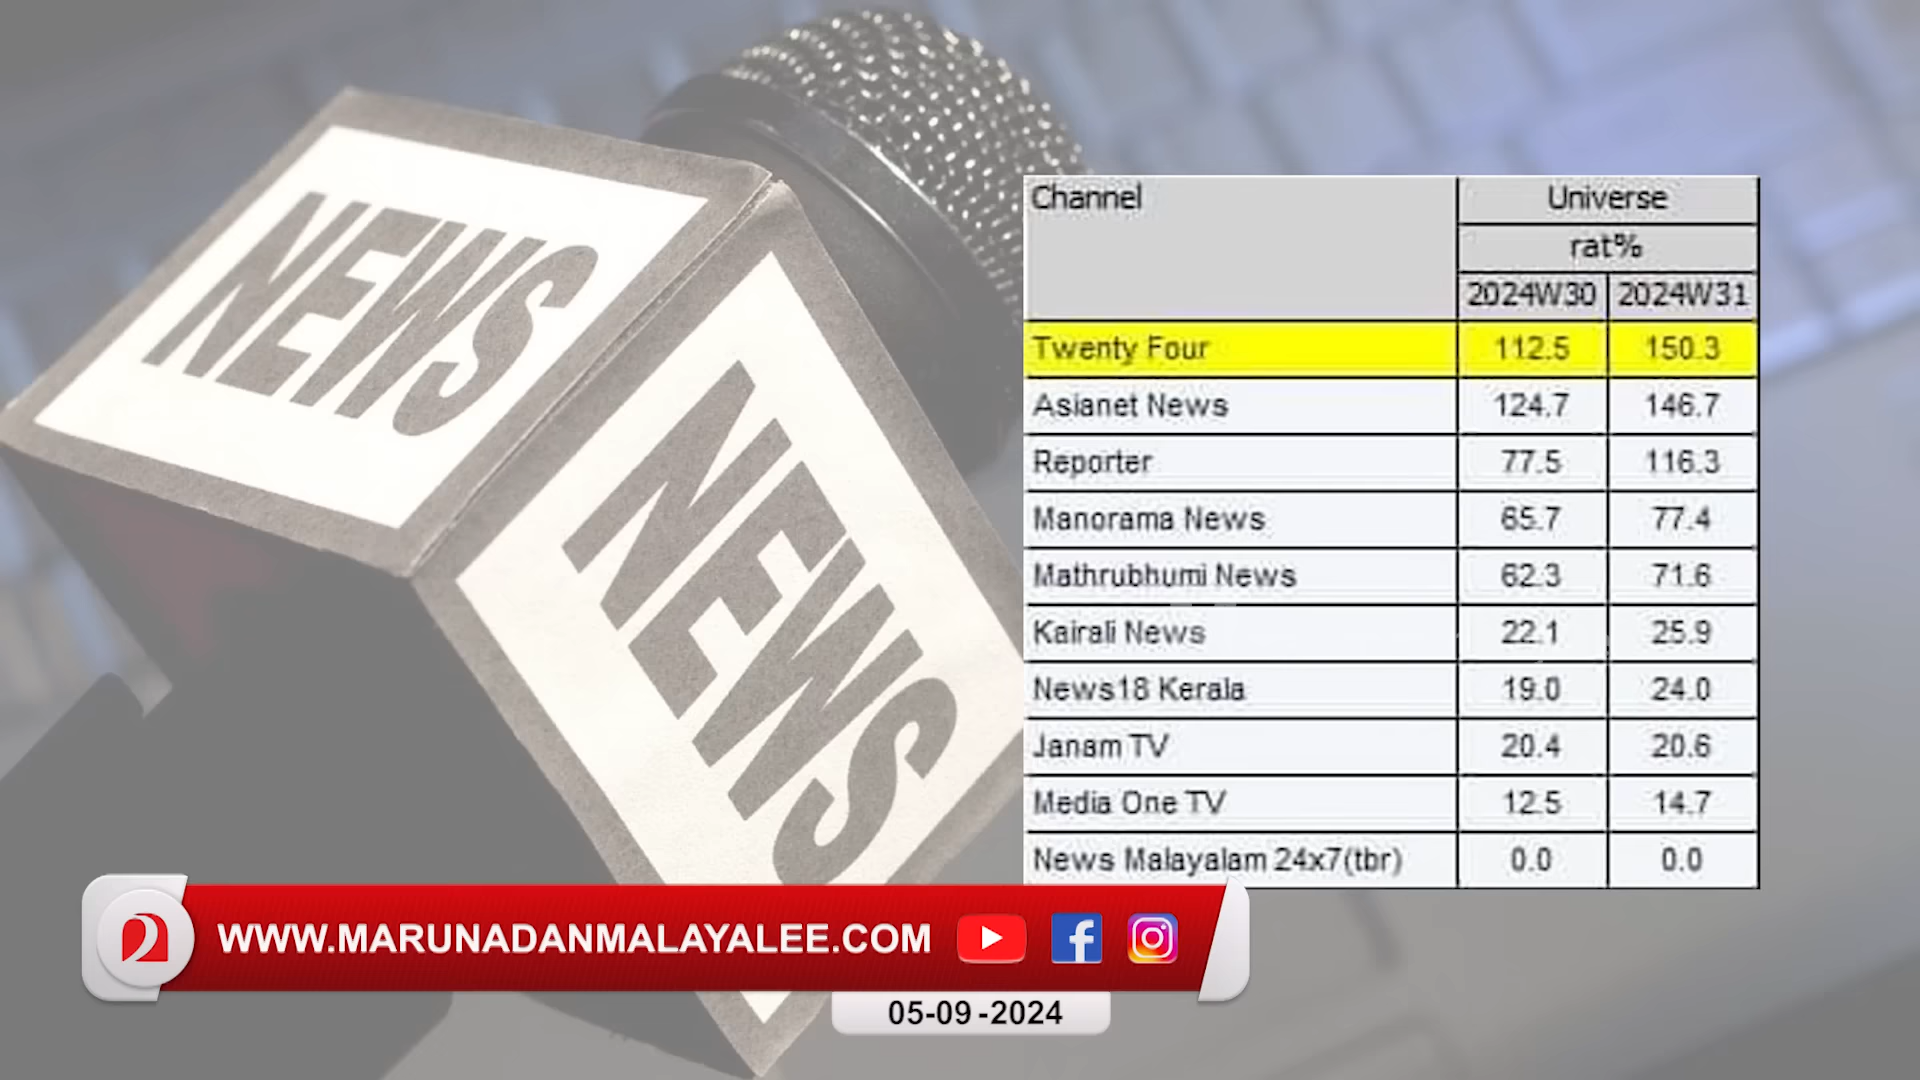 NEWS
NEWS
Channel Universe
rat%
2024W30 2024W31
Twenty Four 112.5 150.3
Asianet News 124.7 146.7
Reporter 77.5 116.3
Manorama News 65.7 77.4
Mathrubhumi News 62.3 71.6
Kairali News 22.1 25.9
News18 Kerala 19.0 24.0
Janam TV 20.4 20.6
Media One TV 12.5 14.7
News Malayalam 24x7(tbr) 0.0 0.0
WWW.MARUNADANMALAYALEE.COM
05-09-2024